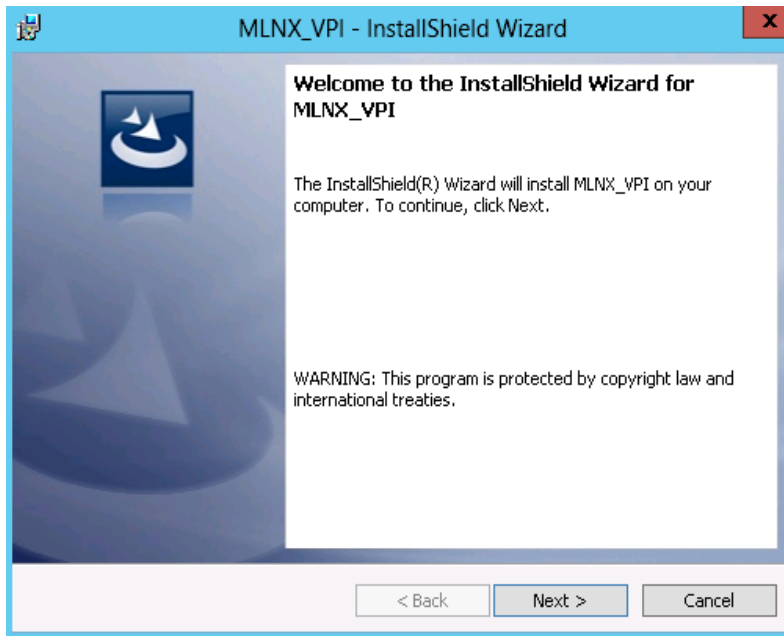 MLNX_VPI - InstallShield Wizard
x
Welcome to the InstallShield Wizard for
MLNX_VPI
The InstallShield(R) Wizard will install MLNX_VPI on your
computer. To continue, click Next.
WARNING: This program is protected by copyright law and
international treaties.
< Back
Next >
Cancel